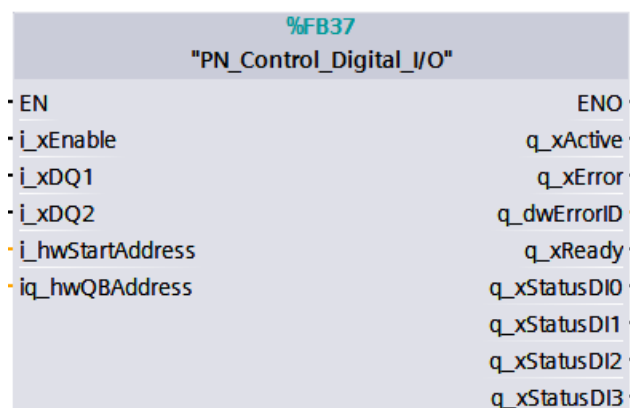 %FB37
"PN_Control_Digital_I/O"
EN ENO
i_xEnable q_xActive
i_xDQ1 q_xError
i_xDQ2 q_dwErrorID
i_hwStartAddress q_xReady
iq_hwQBAddress q_xStatusDI0
q_xStatusDI1
q_xStatusDI2
q_xStatusDI3